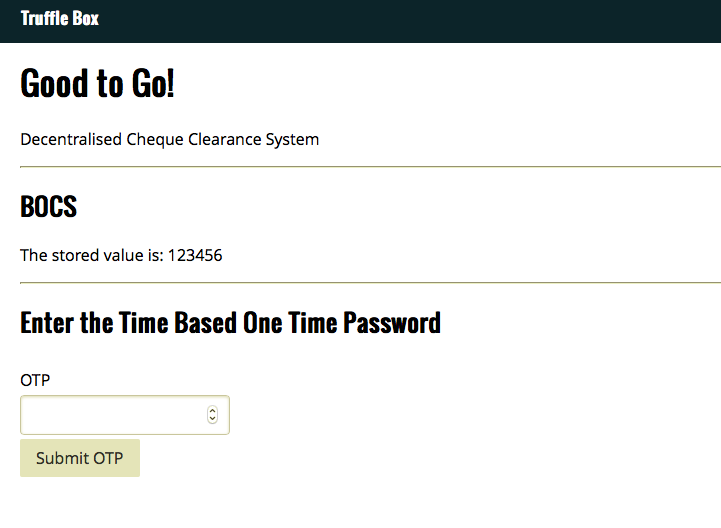 Truffle Box
Good to Go!
Decentralised Cheque Clearance System
BOCS
The stored value is: 123456
Enter the Time Based One Time Password
OTP
Submit OTP